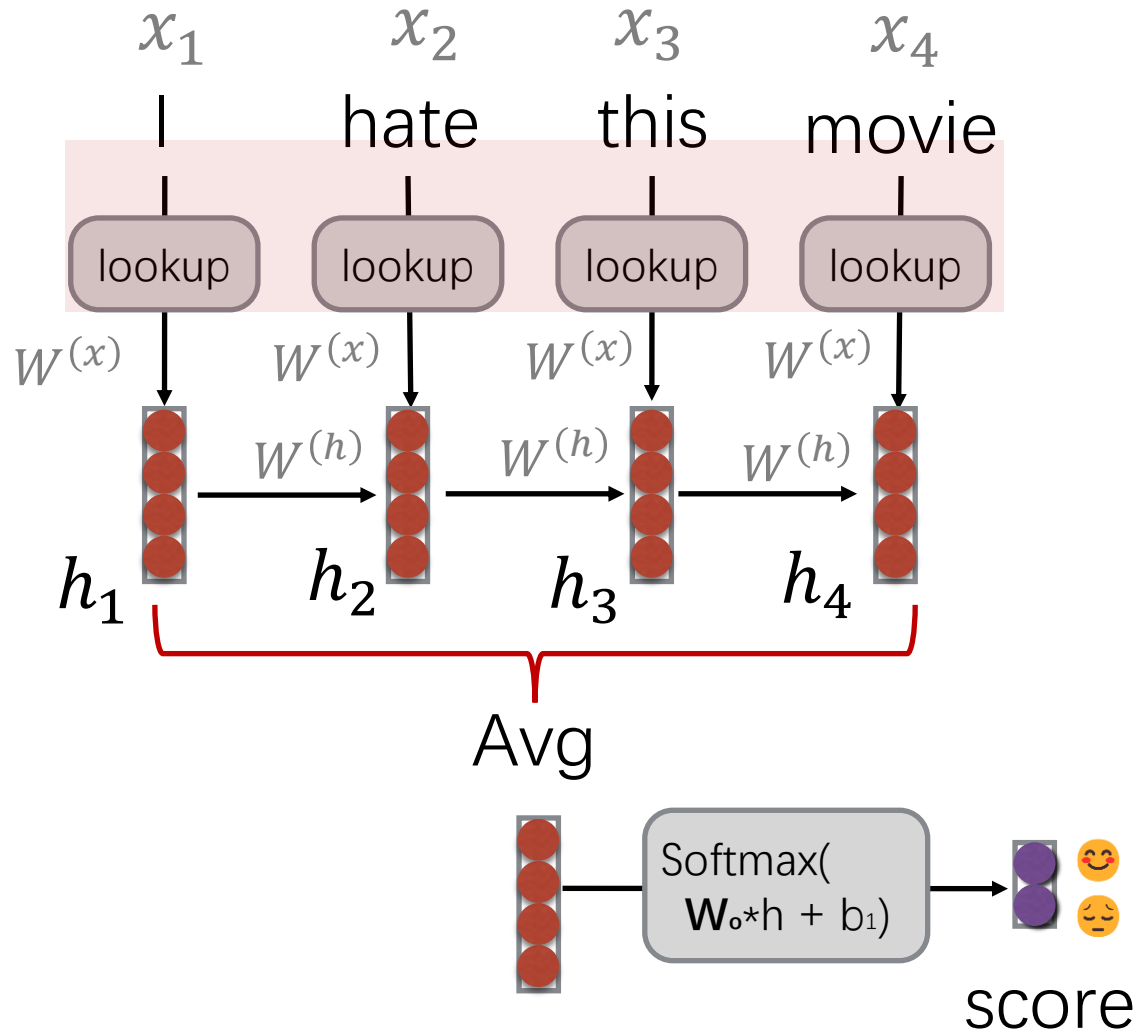 x₁ x₂ x₃ x₄
I hate this movie
lookup lookup lookup lookup
W⁽ˣ⁾ W⁽ˣ⁾ W⁽ˣ⁾ W⁽ˣ⁾
W⁽ʰ⁾ W⁽ʰ⁾ W⁽ʰ⁾
h₁ h₂ h₃ h₄
Avg
Softmax(
Wₒ*h + b₁)
score